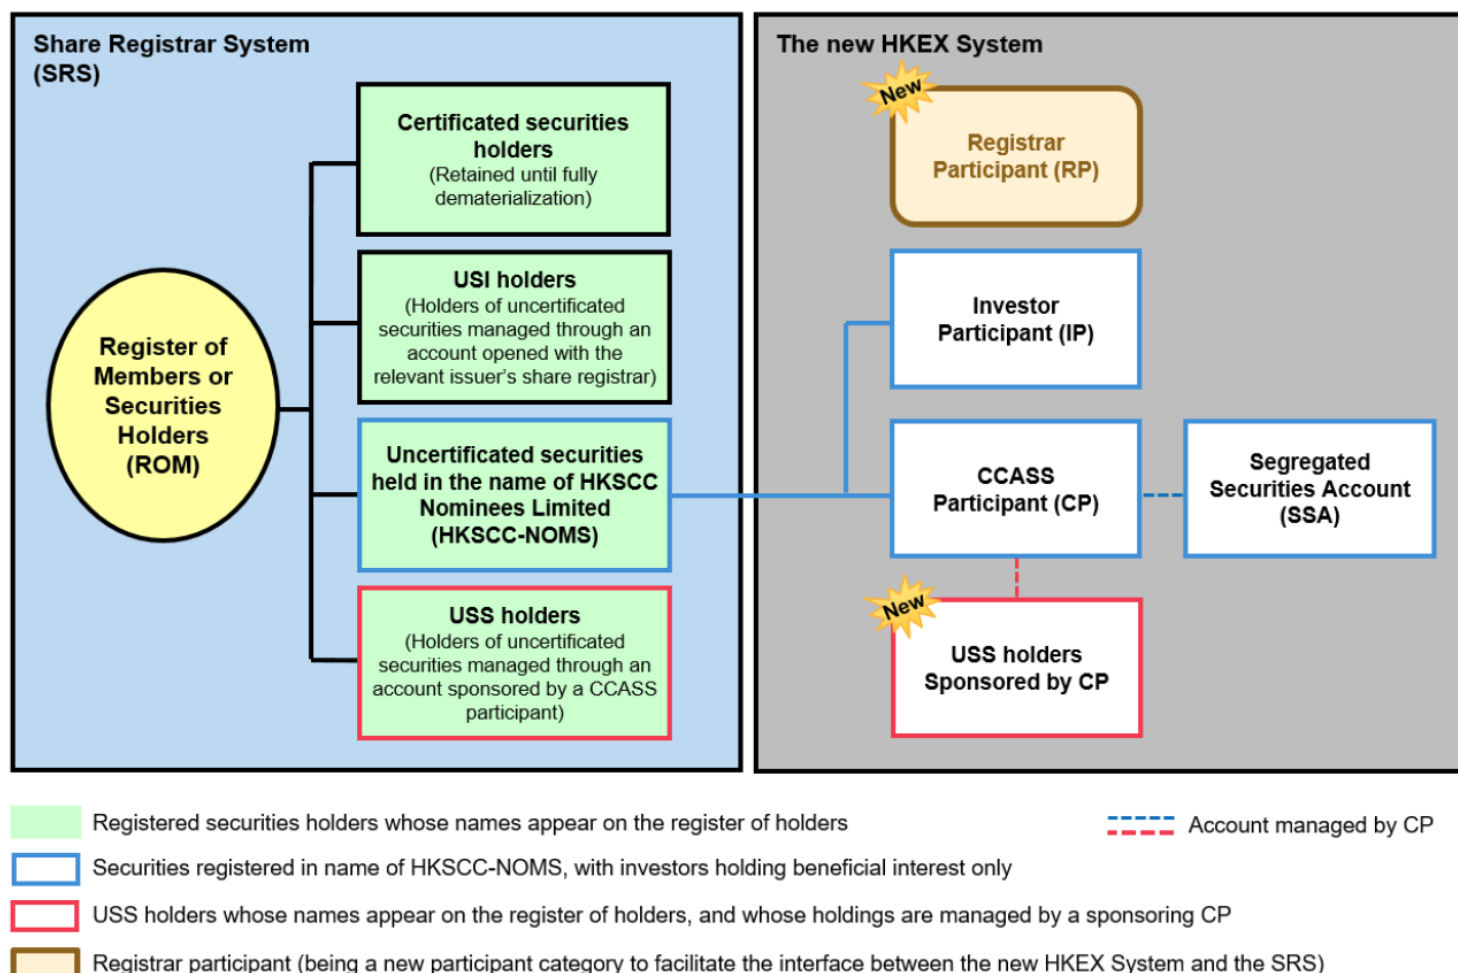 Share Registrar System
(SRS)
The new HKEX System
Certificated securities
holders
(Retained until fully
dematerialization)
USI holders
(Holders of uncertificated
securities managed through an
account opened with the
relevant issuer's share registrar)
Register of
Members or
Securities
Holders
(ROM)
Uncertificated securities
held in the name of HKSCC
Nominees Limited
(HKSCC-NOMS)
USS holders
(Holders of uncertificated
securities managed through an
account sponsored by a CCASS
participant)
New
Registrar
Participant (RP)
Investor
Participant (IP)
CCASS
Participant (CP)
Segregated
Securities Account
(SSA)
New
USS holders
Sponsored by CP
Registered securities holders whose names appear on the register of holders
Account managed by CP
Securities registered in name of HKSCC-NOMS, with investors holding beneficial interest only
USS holders whose names appear on the register of holders, and whose holdings are managed by a sponsoring CP
Registrar participant (being a new participant category to facilitate the interface between the new HKEX System and the SRS)